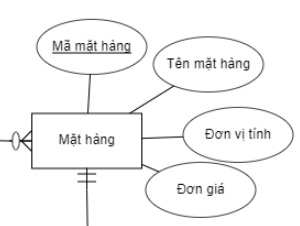 Mã mặt hàng
Tên mặt hàng
Mặt hàng
Đơn vị tính
Đơn giá